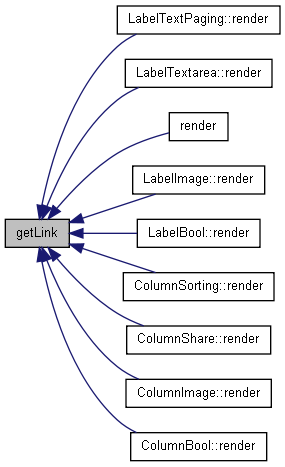 LabelTextPaging::render
LabelTextarea::render
render
LabelImage::render
getLink
LabelBool::render
ColumnSorting::render
ColumnShare::render
ColumnImage::render
ColumnBool::render